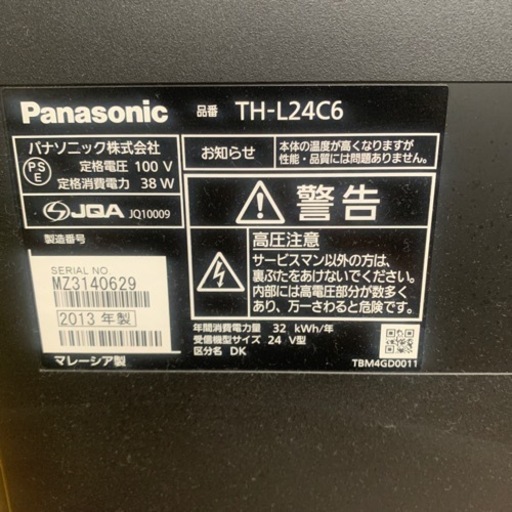 Panasonic 品番 TH-L24C6
パナソニック株式会社
PS
E
定格電圧 100 V
定格消費電力 38 W
JQA JQ10009
お知らせ
本体の温度が高くなりますが
性能・品質には問題ありません。
警告
高圧注意
サービスマン以外の方は、
裏ぶたをあけないでください。
内部には高電圧部分が数多く
あり、万一さわると危険です。
製造番号
SERIAL NO
MZ3140629
2013 年製
マレーシア製
年間消費電力量 32 kWh/年
受信機型サイズ 24 V型
区分名 DK
TBM4GD0011